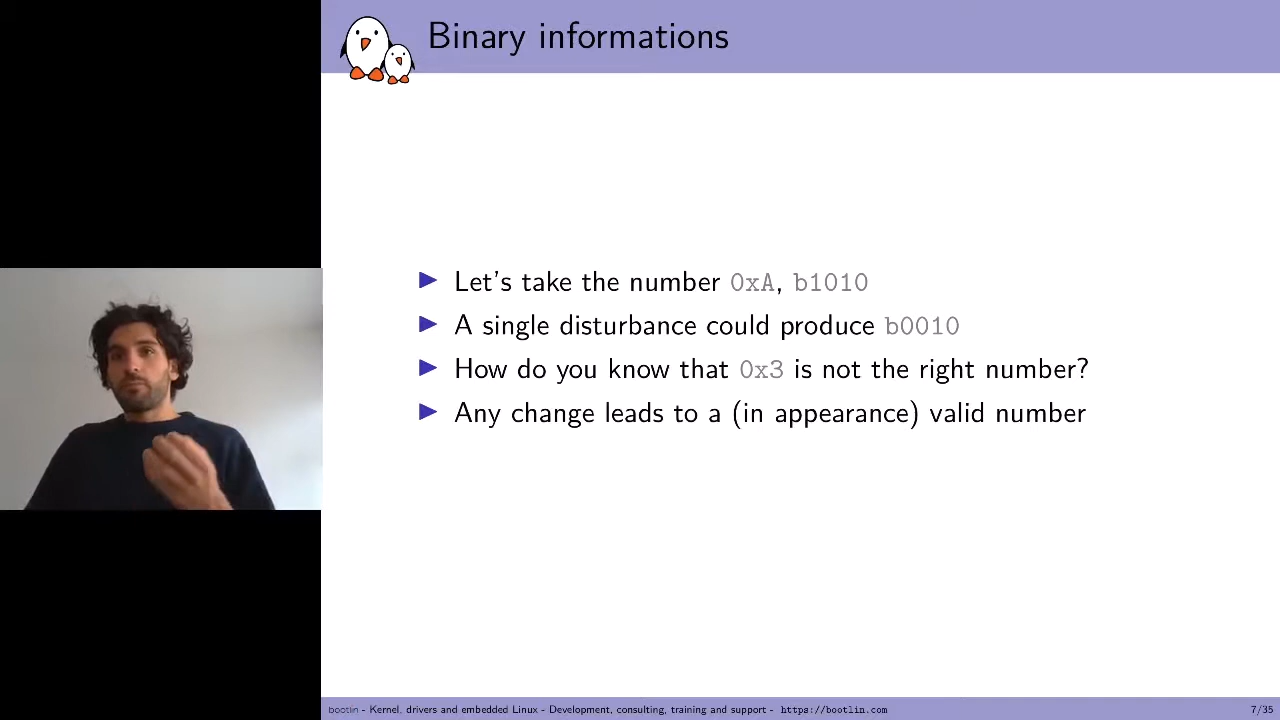 Binary informations
Let's take the number 0xA, b1010
A single disturbance could produce b0010
How do you know that 0x3 is not the right number?
Any change leads to a (in appearance) valid number
bootlin - Kernel, drivers and embedded Linux - Development, consulting, training and support - https://bootlin.com
7/35